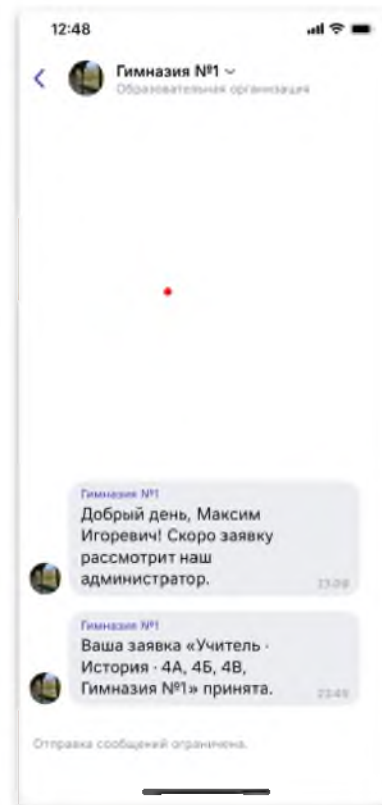 12:48
Гимназия №1
Образовательная организация
Гимназия №1
Добрый день, Максим
Игоревич! Скоро заявку
рассмотрит наш
администратор.
Гимназия №1
Ваша заявка «Учитель ·
История · 4А, 4Б, 4В,
Гимназия №1» принята.
Отправка сообщений ограничена.